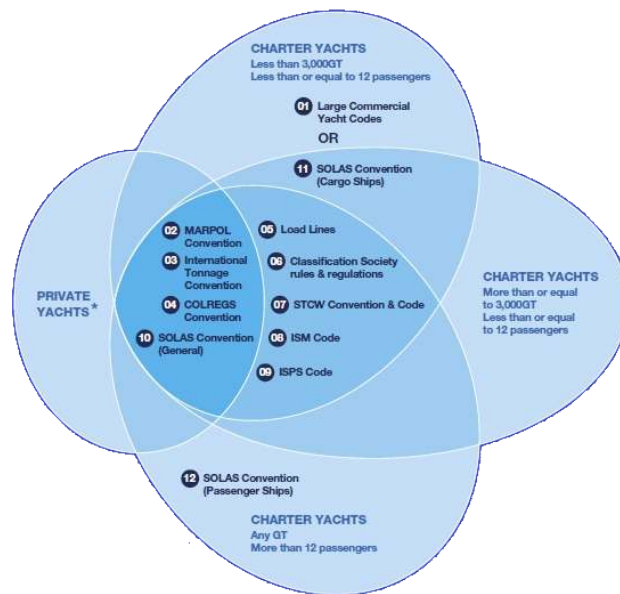 CHARTER YACHTS
Less than 3,000GT
Less than or equal to 12 passengers
01 Large Commercial
Yacht Codes
OR
11 SOLAS Convention
(Cargo Ships)
02 MARPOL
Convention
03 International
Tonnage
Convention
04 COLREGS
Convention
10 SOLAS Convention
(General)
05 Load Lines
06 Classification Society
rules & regulations
07 STCW Convention & Code
08 ISM Code
09 ISPS Code
PRIVATE
YACHTS*
CHARTER YACHTS
More than or equal
to 3,000GT
Less than or equal
to 12 passengers
12 SOLAS Convention
(Passenger Ships)
CHARTER YACHTS
Any GT
More than 12 passengers